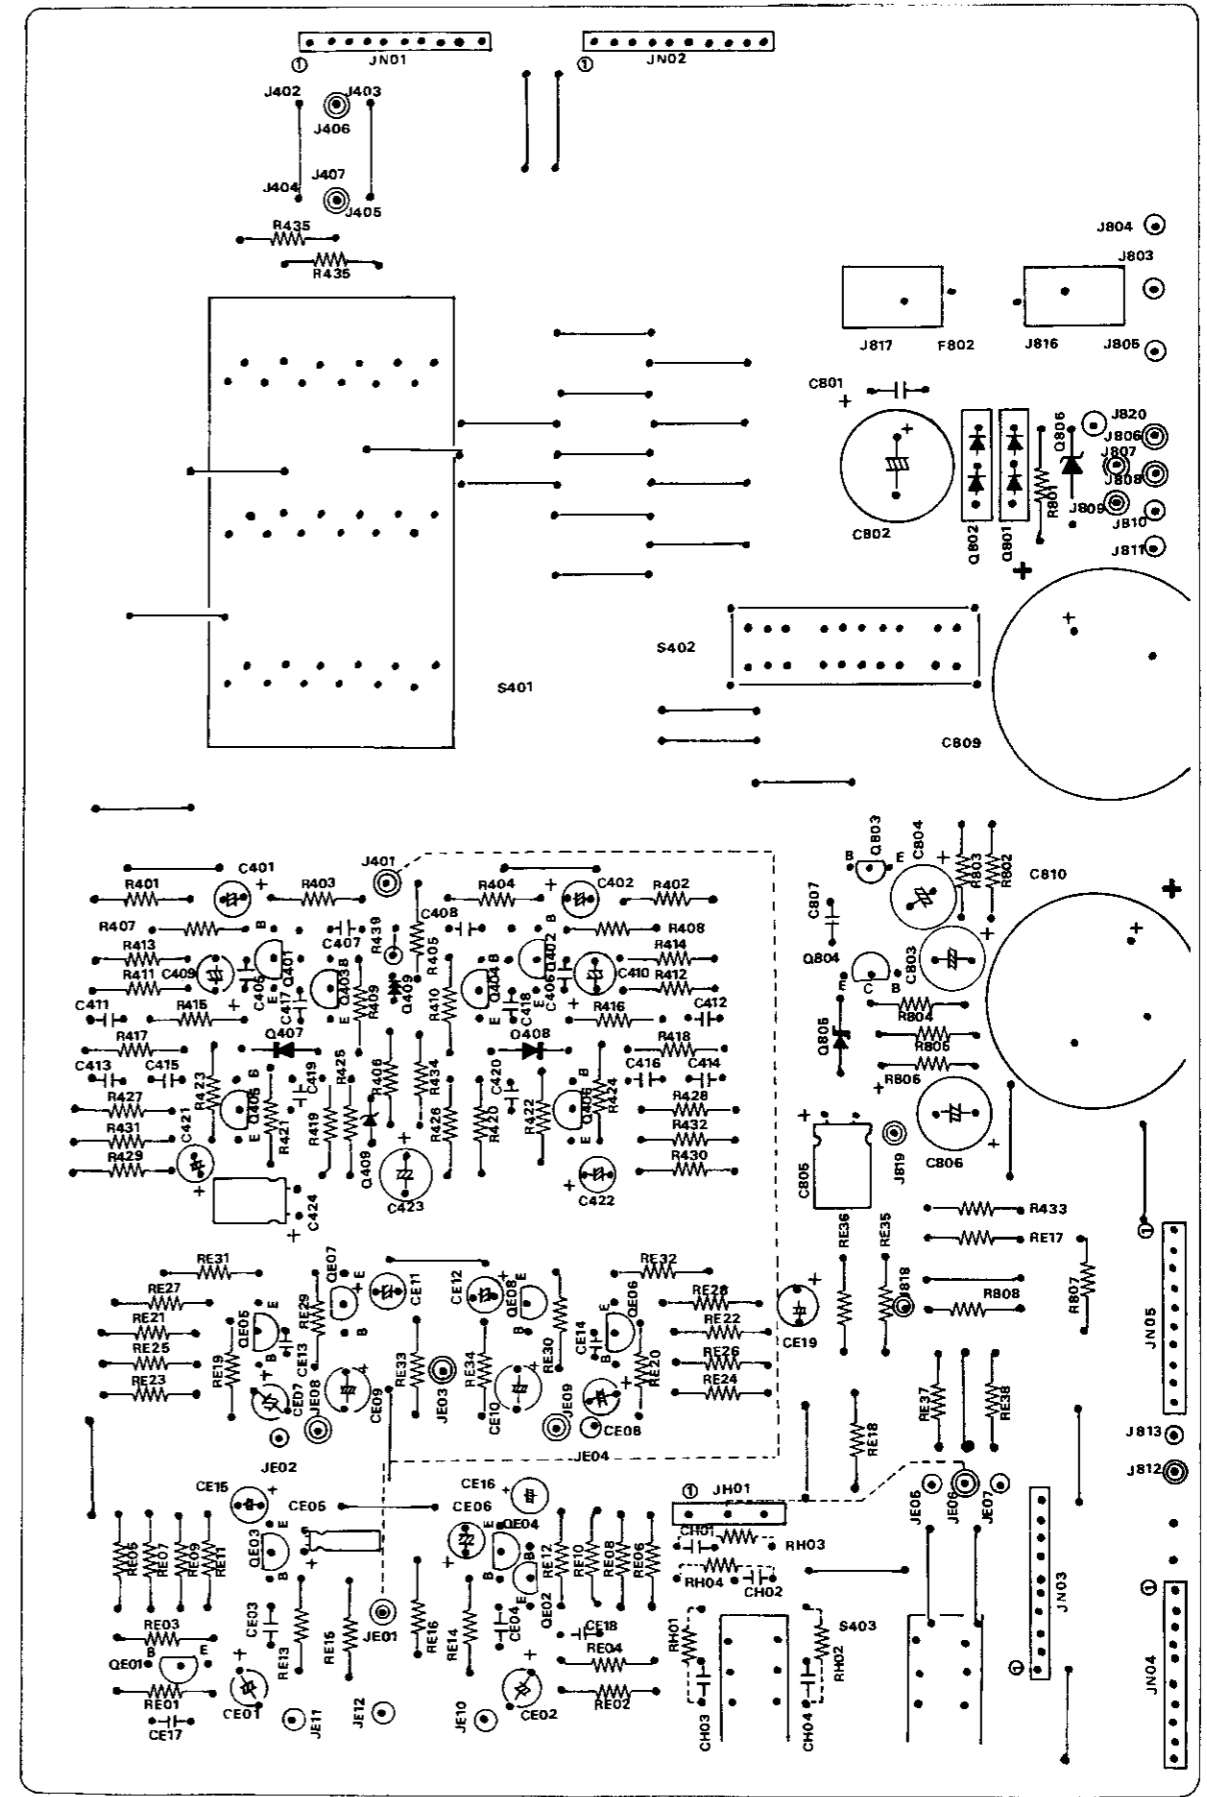 JN01
JN02
①
①
J402
J403
J406
J407
J404
J405
R435
R435
J804
J803
J817
F802
J816
J805
C801
+
+
Q806
J820
J806
J807
J808
R801
J809
J810
C802
Q802
Q801
J811
+
+
S402
S401
C809
Q803
C804
B
E
+
R803
R802
C810
+
J401
C401
+
R401
R403
R404
C402
+
R402
C807
R407
B
C407
R439
R405
C408
B
R408
+
+
R413
R414
Q804
C803
R411
C409
C405
Q401
Q403
B
R409
Q409
R410
Q404
B
Q402
C406
C410
R412
E
C
B
C411
R415
+
E
C417
E
E
C418
E
+
R416
C412
R804
R417
Q407
Q408
R418
Q805
R805
C413
C415
R423
B
C419
R425
R406
R434
C420
B
R424
C416
C414
R806
+
R427
C421
Q405
R421
R419
R426
R420
R422
Q406
R428
R431
E
E
R432
R429
+
Q409
+
C423
+
C422
R430
C805
J819
C806
+
C424
+
R433
RE36
RE35
RE17
①
RE31
QE07
E
+
CE11
CE12
+
QE08
E
RE32
J818
R807
RE27
RE29
E
QE06
RE28
+
R808
RE21
QE05
E
B
B
RE30
CE14
RE22
CE19
JN05
RE25
RE19
B
CE13
RE33
RE34
B
RE20
RE26
RE23
+
CE07
JE08
+
CE09
JE03
CE10
+
JE09
+
RE24
RE37
RE38
CE08
RE18
JE02
JE04
J813
J812
CE15
+
CE05
CE16
+
CE06
①
JH01
JE05
JE06
JE07
QE03
E
QE04
CH01
RH03
RE05
RE07
RE09
RE11
B
+
+
B
E
RE12
RE10
RE08
RE06
RH04
CH02
JN03
①
RE03
CE03
RE13
RE15
JE01
RE16
RE14
CE04
QE02
CE18
RH01
RH02
S403
B
E
QE01
+
+
RE04
①
JN04
RE01
CE01
JE11
JE12
JE10
CE02
RE02
CE17
CH03
CH04